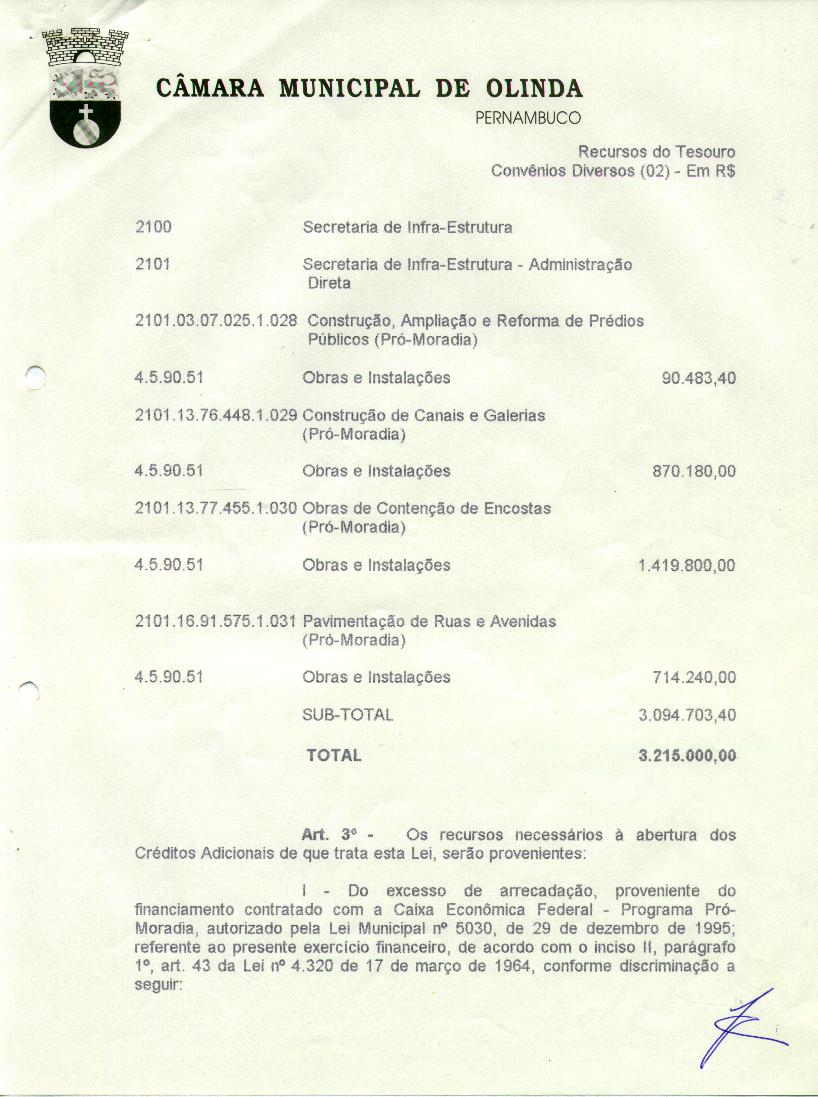 CÂMARA MUNICIPAL DE OLINDA
PERNAMBUCO
Recursos do Tesouro
Convênios Diversos (02) - Em R$
2100 Secretaria de Infra-Estrutura
2101 Secretaria de Infra-Estrutura - Administração
Direta
2101.03.07.025.1.028 Construção, Ampliação e Reforma de Prédios
Públicos (Pró-Moradia)
4.5.90.51 Obras e Instalações 90.483,40
2101.13.76.448.1.029 Construção de Canais e Galerias
(Pró-Moradia)
4.5.90.51 Obras e Instalações 870.180,00
2101.13.77.455.1.030 Obras de Contenção de Encostas
(Pró-Moradia)
4.5.90.51 Obras e Instalações 1.419.800,00
2101.16.91.575.1.031 Pavimentação de Ruas e Avenidas
(Pró-Moradia)
4.5.90.51 Obras e Instalações 714.240,00
SUB-TOTAL 3.094.703,40
TOTAL 3.215.000,00
Art. 3º - Os recursos necessários à abertura dos
Créditos Adicionais de que trata esta Lei, serão provenientes:
I - Do excesso de arrecadação, proveniente do
financiamento contratado com a Caixa Econômica Federal - Programa Pró-
Moradia, autorizado pela Lei Municipal nº 5030, de 29 de dezembro de 1995;
referente ao presente exercício financeiro, de acordo com o inciso II, parágrafo
1º, art. 43 da Lei nº 4.320 de 17 de março de 1964, conforme discriminação a
seguir: